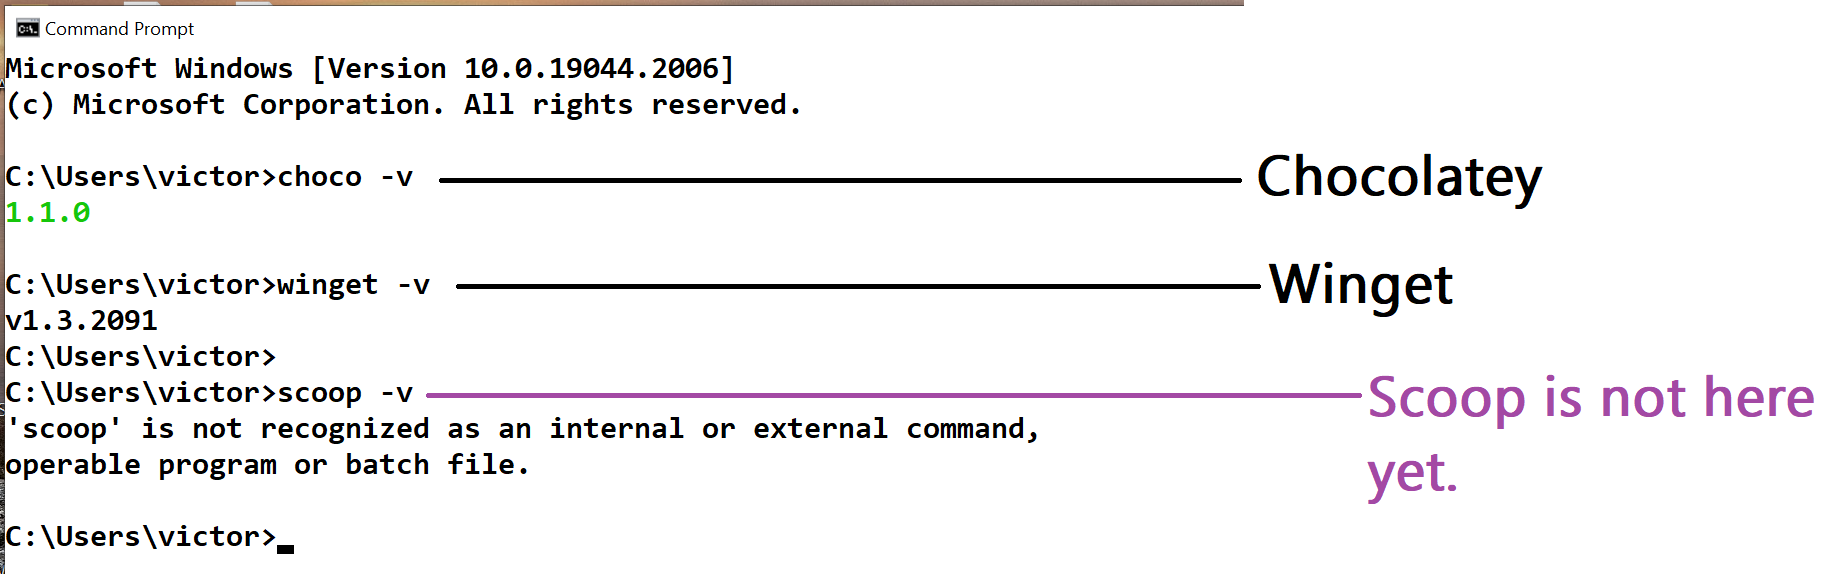 Command Prompt
Microsoft Windows [Version 10.0.19044.2006]
(c) Microsoft Corporation. All rights reserved.
C:\Users\victor>choco -v
Chocolatey
1.1.0
C:\Users\victor>winget -v
Winget
v1.3.2091
C:\Users\victor>
C:\Users\victor>scoop -v
Scoop is not here
yet.
'scoop' is not recognized as an internal or external command,
operable program or batch file.
C:\Users\victor>